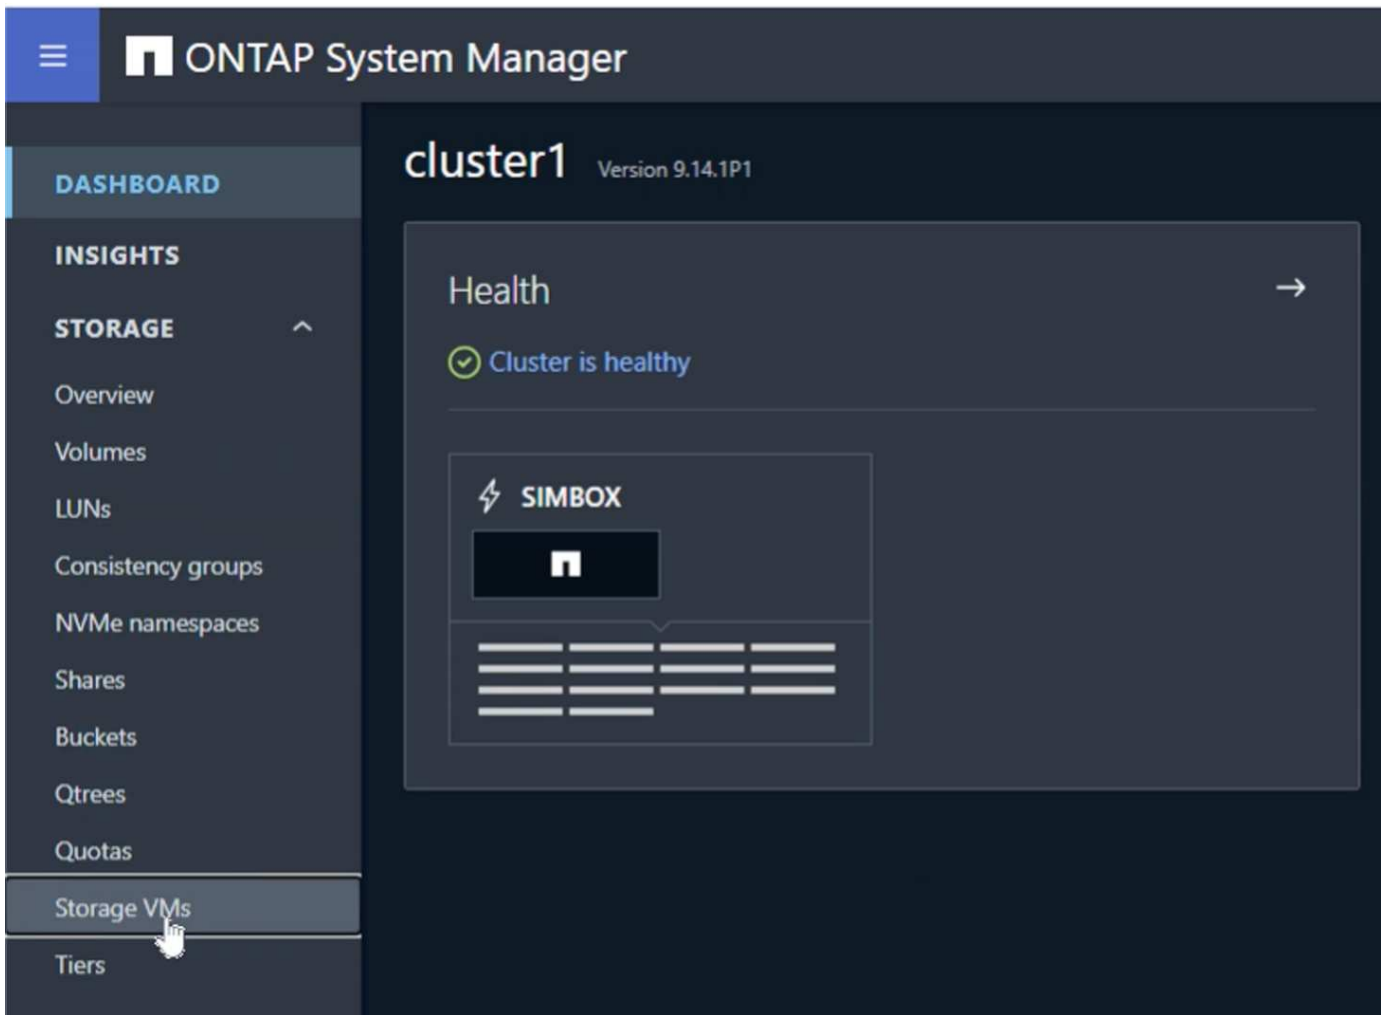 ONTAP System Manager
DASHBOARD
INSIGHTS
STORAGE
Overview
Volumes
LUNs
Consistency groups
NVMe namespaces
Shares
Buckets
Qtrees
Quotas
Storage VMs
Tiers
cluster1 Version 9.14.1P1
Health
Cluster is healthy
SIMBOX